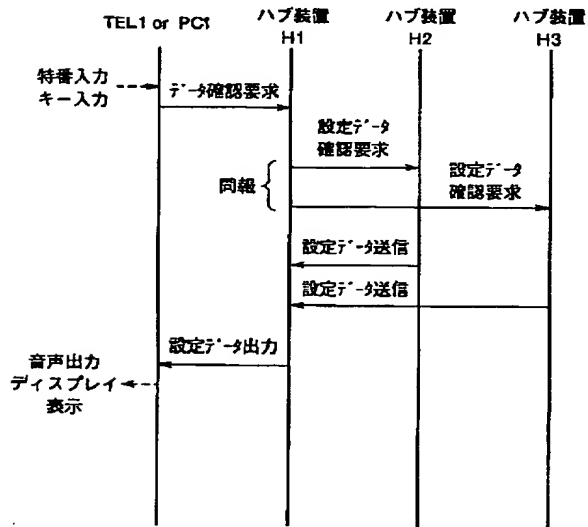 TEL1 or PC1
ハブ装置
H1
ハブ装置
H2
ハブ装置
H3
特番入力
キー入力
データ確認要求
設定データ
確認要求
設定データ
確認要求
同報
設定データ送信
設定データ送信
設定データ出力
音声出力
ディスプレイ
表示